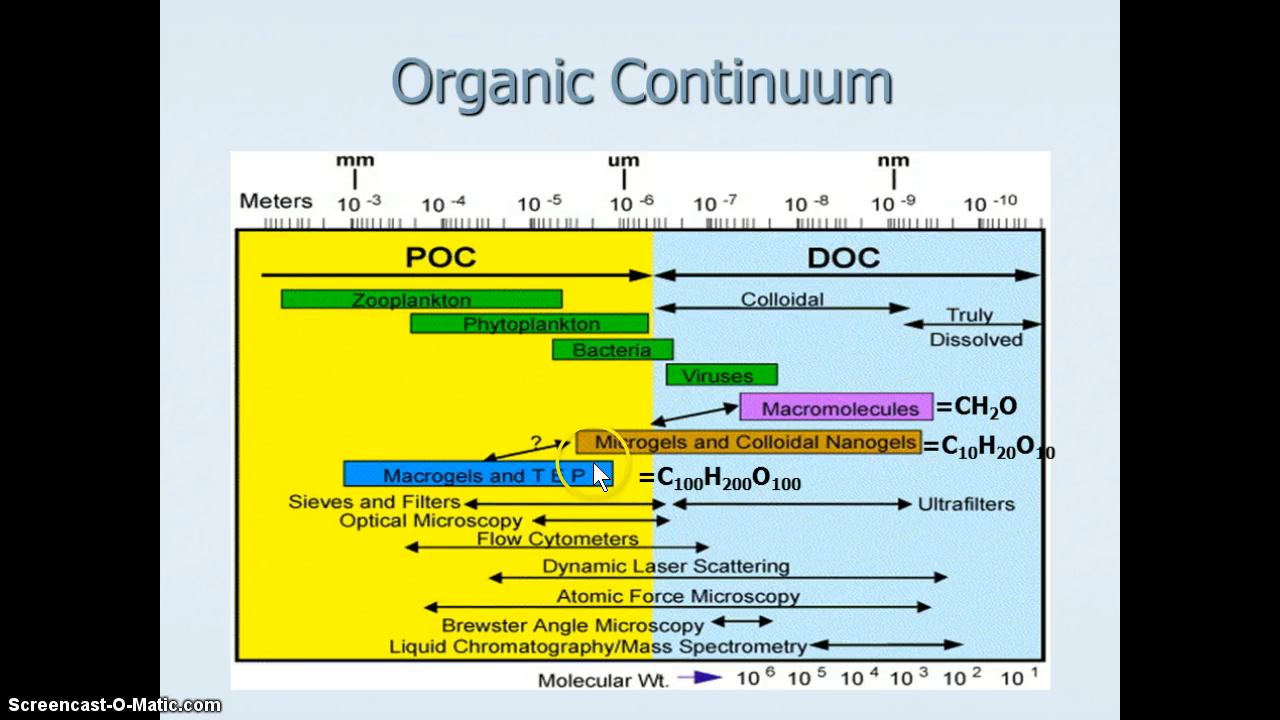 Organic Continuum
mm um nm
Meters 10 -3 10 -4 10 -5 10 -6 10 -7 10 -8 10 -9 10 -10
POC DOC
Zooplankton Colloidal
Phytoplankton Truly
Dissolved
Bacteria
Viruses
Macromolecules =CH2O
? Microgels and Colloidal Nanogels =C10H20O10
Macrogels and T E P =C100H200O100
Sieves and Filters Ultrafilters
Optical Microscopy
Flow Cytometers
Dynamic Laser Scattering
Atomic Force Microscopy
Brewster Angle Microscopy
Liquid Chromatography/Mass Spectrometry
Molecular Wt. 10 6 10 5 10 4 10 3 10 2 10 1
Screencast-O-Matic.com